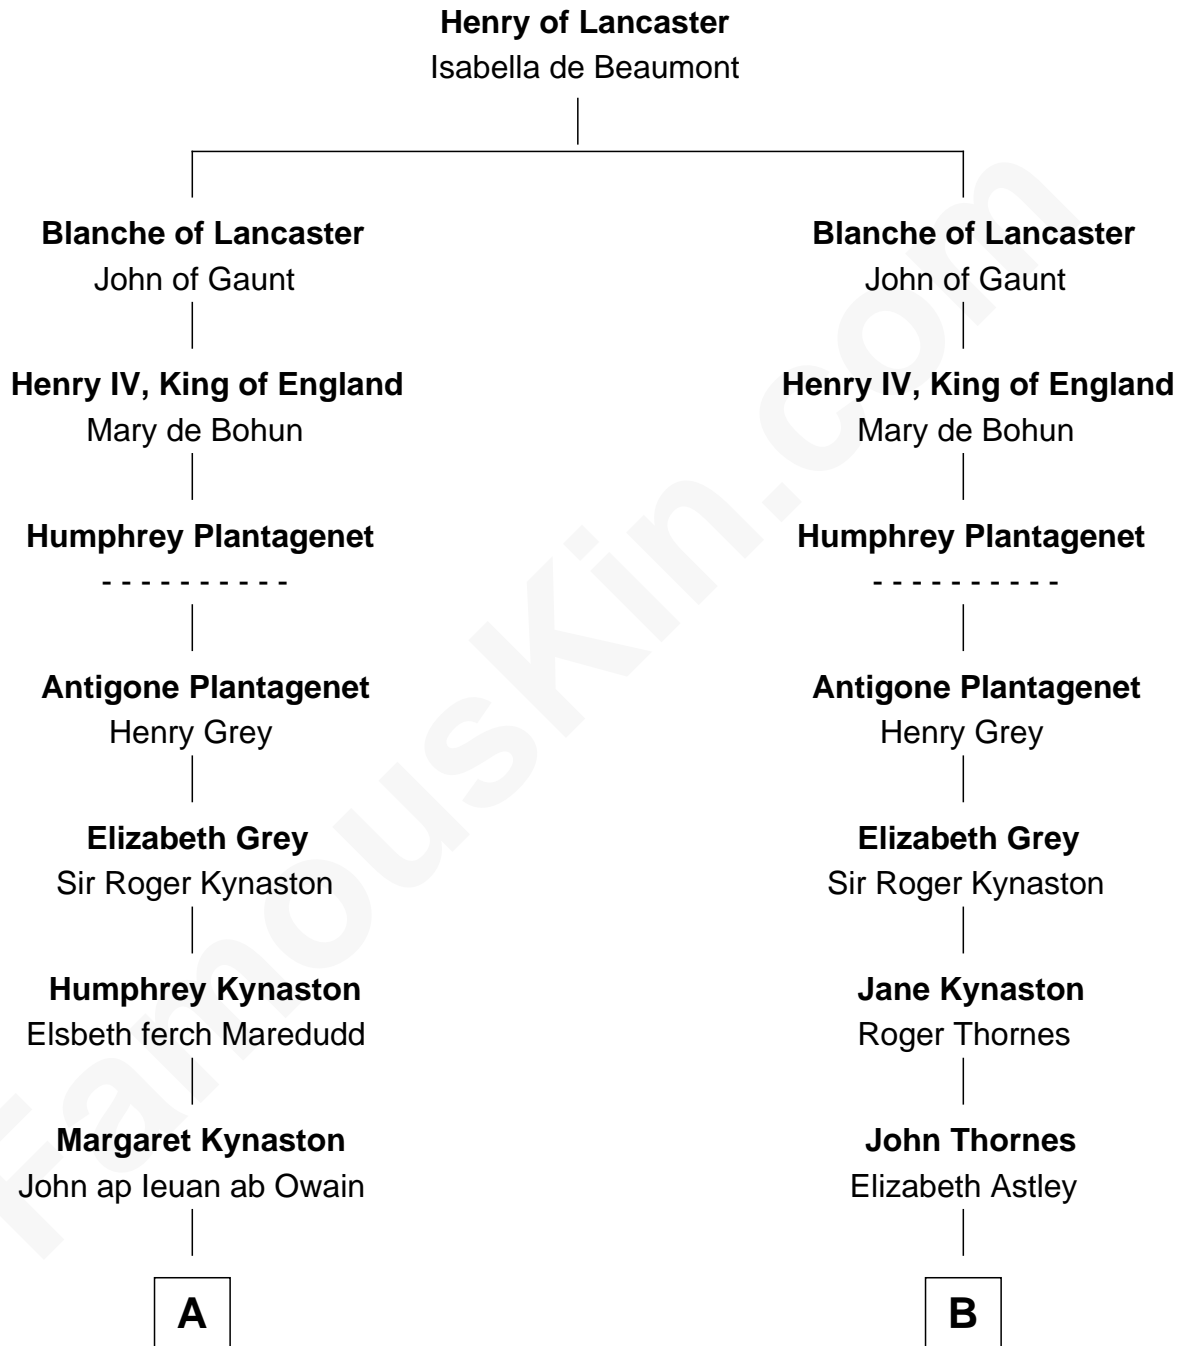 Henry of Lancaster
Isabella de Beaumont
Blanche of Lancaster
John of Gaunt
Blanche of Lancaster
John of Gaunt
Henry IV, King of England
Mary de Bohun
Henry IV, King of England
Mary de Bohun
Humphrey Plantagenet
- - - - - - - - - -
Humphrey Plantagenet
- - - - - - - - - -
Antigone Plantagenet
Henry Grey
Antigone Plantagenet
Henry Grey
Elizabeth Grey
Sir Roger Kynaston
Elizabeth Grey
Sir Roger Kynaston
Humphrey Kynaston
Elsbeth ferch Maredudd
Jane Kynaston
Roger Thornes
Margaret Kynaston
John ap Ieuan ab Owain
John Thornes
Elizabeth Astley
A
B
FamousKin.com